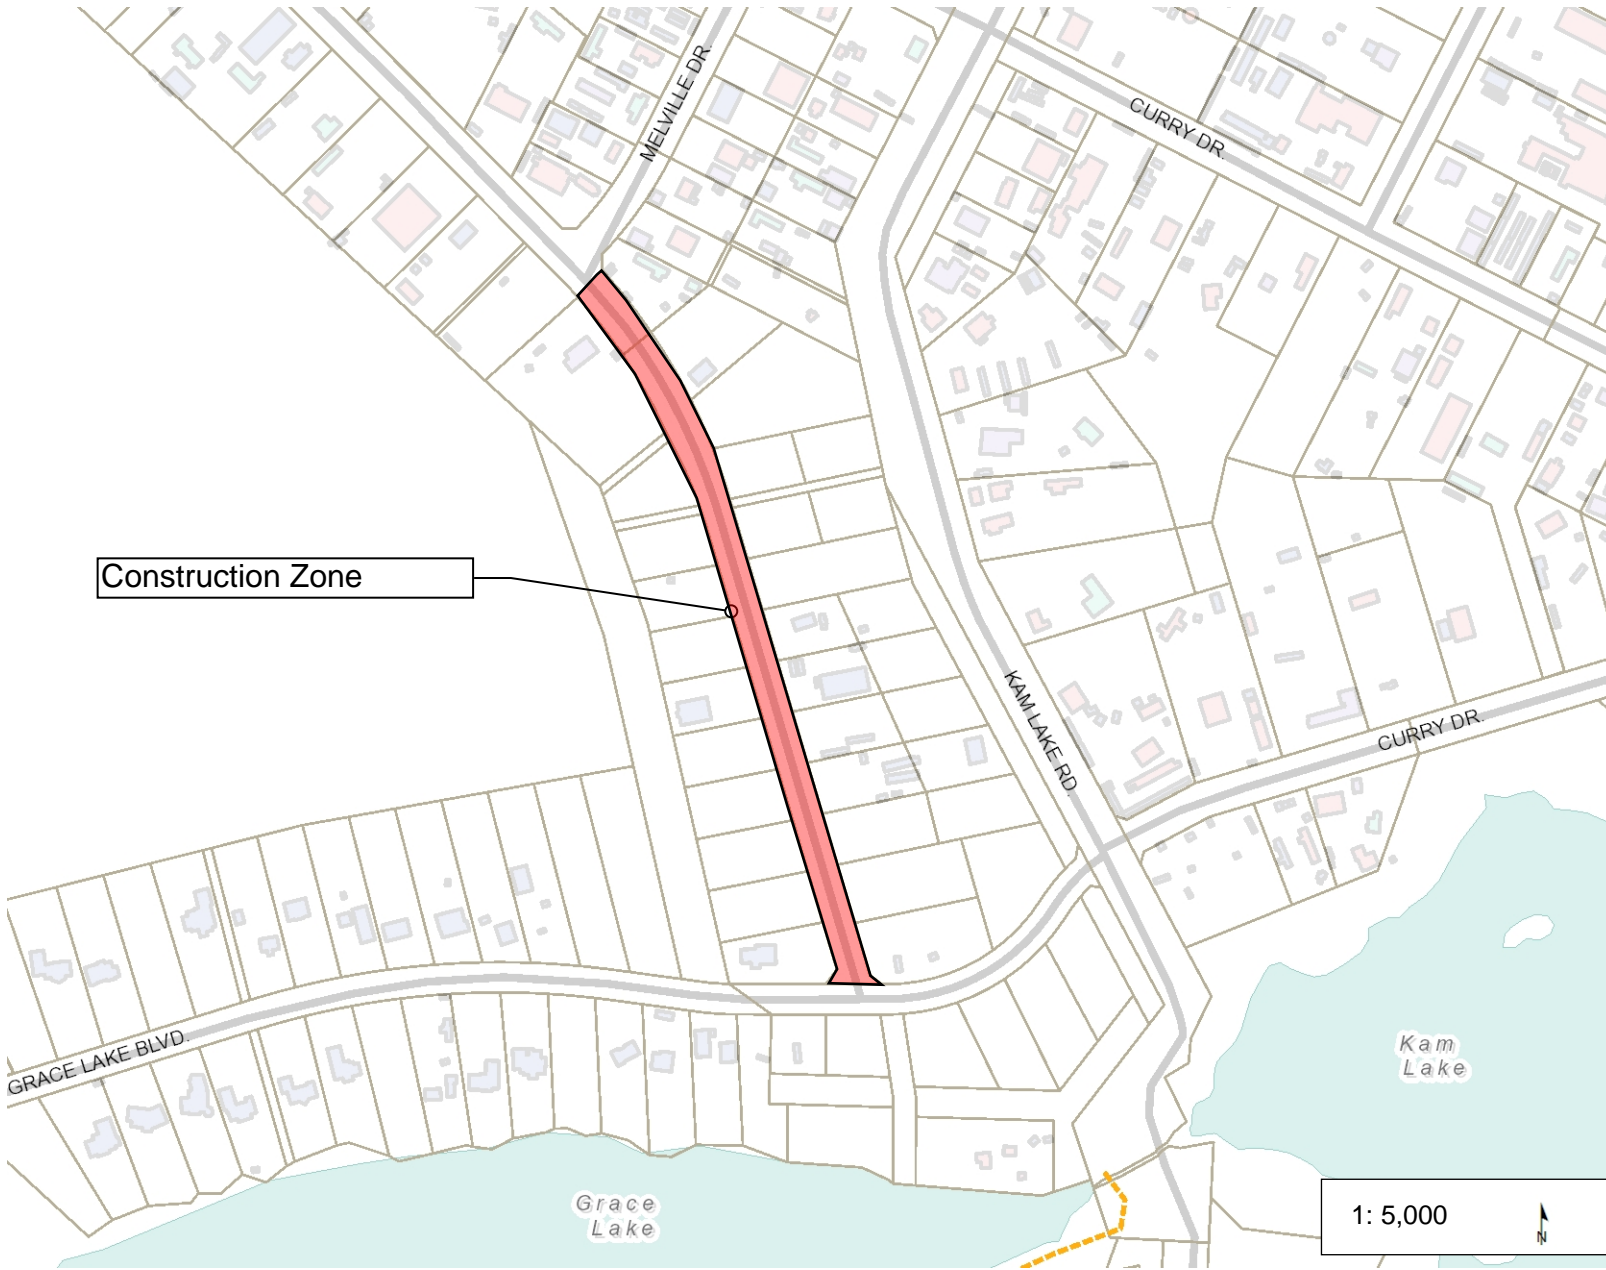 MELVILLE DR.
CURRY DR.
Construction Zone
KAM LAKE RD.
CURRY DR.
GRACE LAKE BLVD.
Kam
Lake
Grace
Lake
1: 5,000
N